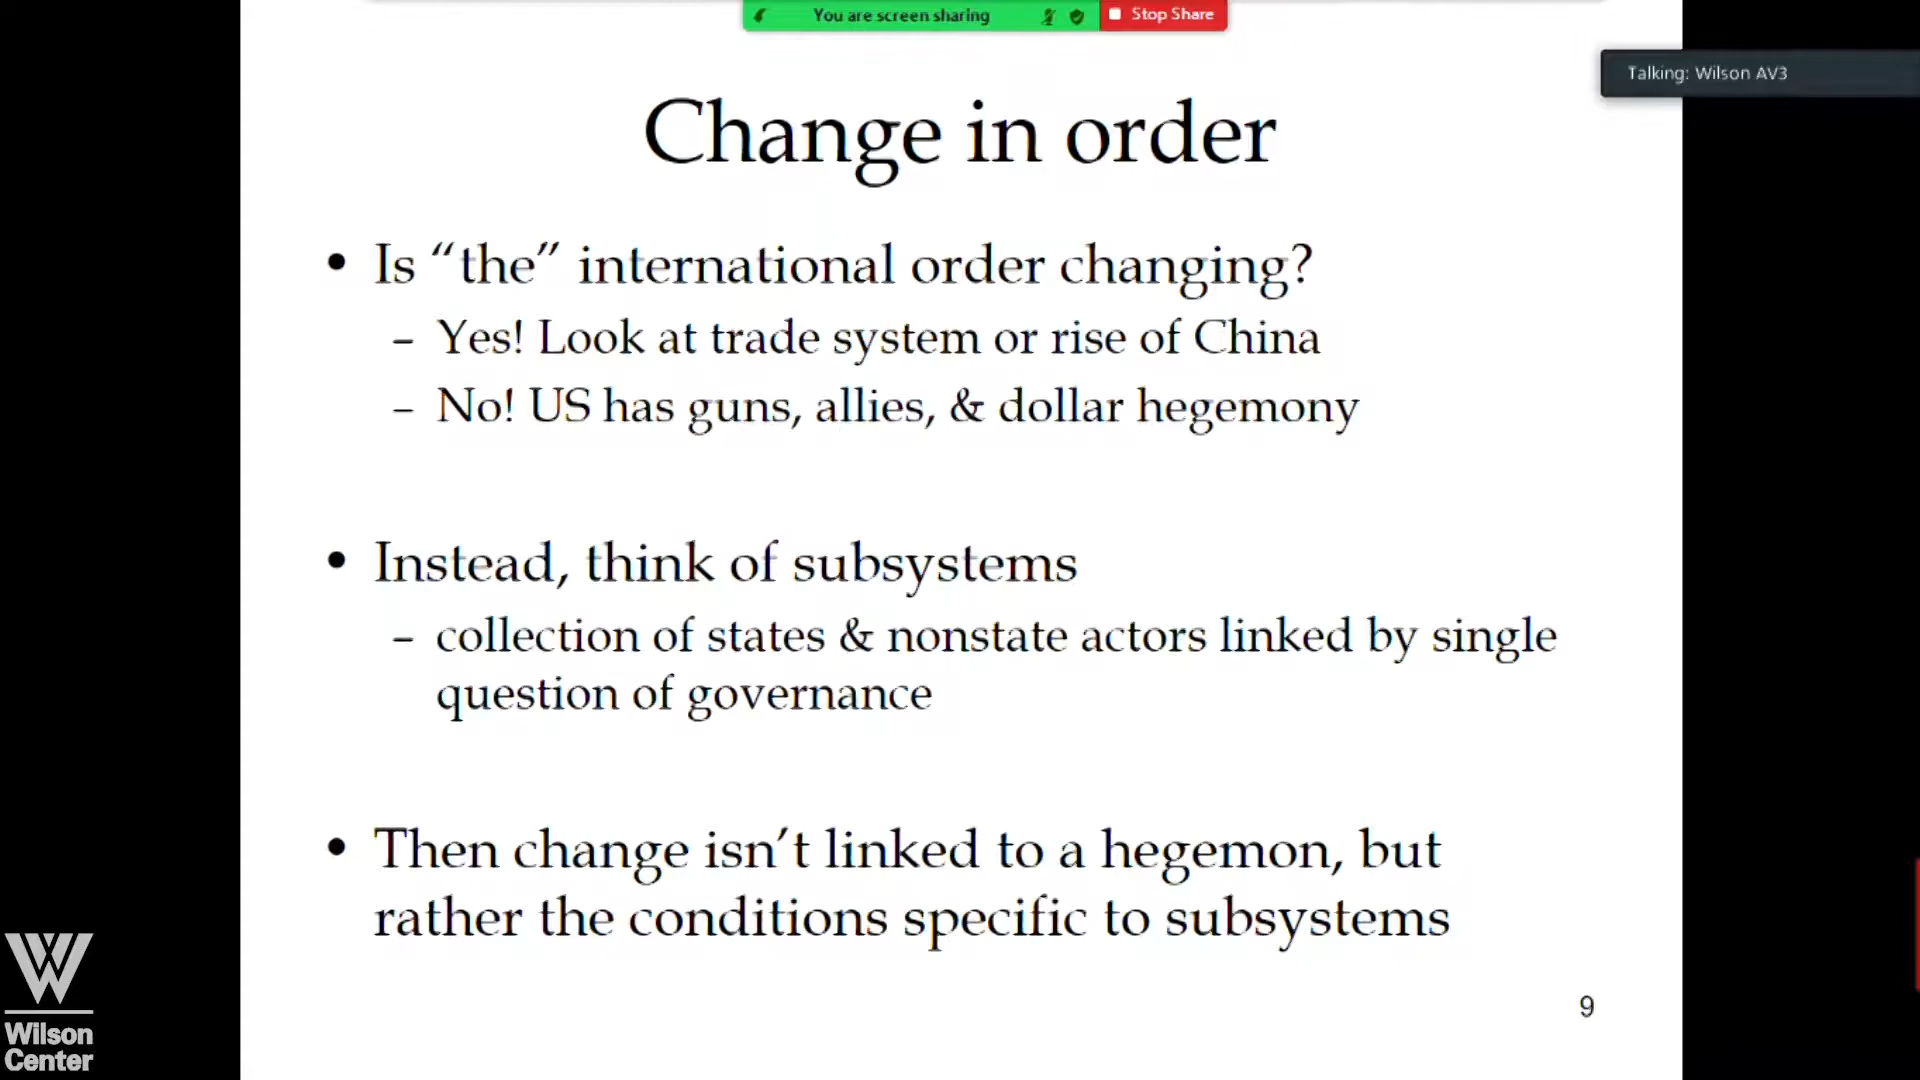 You are screen sharing
Stop Share
Talking: Wilson AV3
Change in order
• Is “the” international order changing?
– Yes! Look at trade system or rise of China
– No! US has guns, allies, & dollar hegemony
• Instead, think of subsystems
– collection of states & nonstate actors linked by single
question of governance
• Then change isn’t linked to a hegemon, but
rather the conditions specific to subsystems
9
W
Wilson
Center